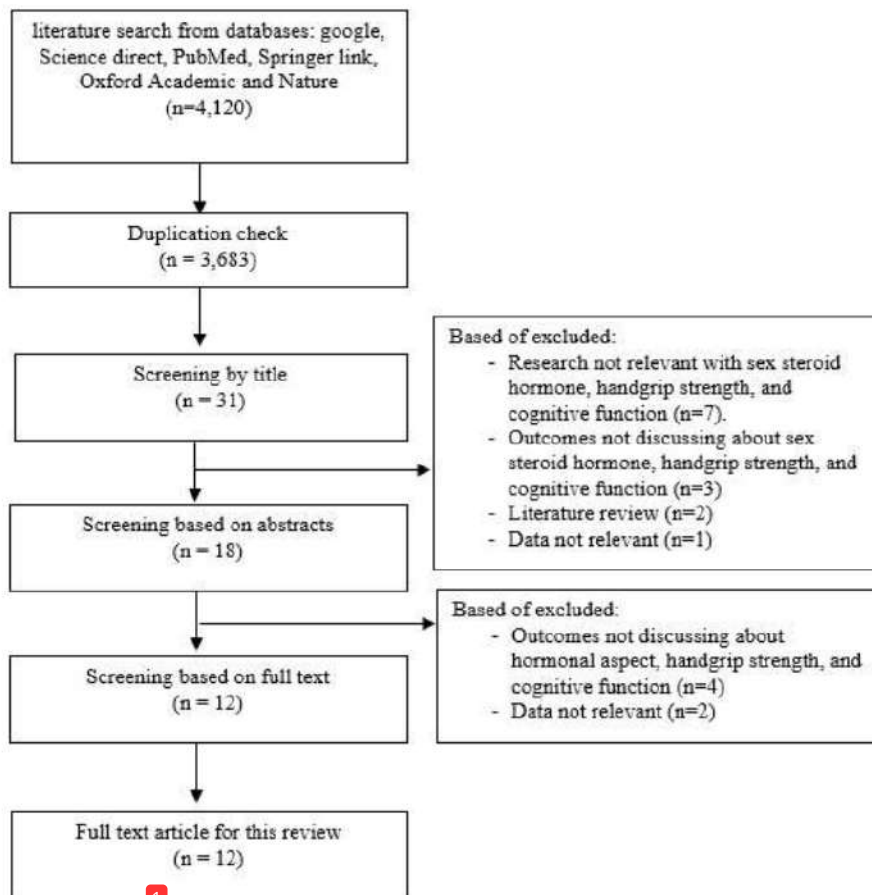 literature search from databases: google,
Science direct, PubMed, Springer link,
Oxford Academic and Nature
(n=4,120)
Duplication check
(n = 3,683)
Screening by title
(n = 31)
Based of excluded:
- Research not relevant with sex steroid
hormone, handgrip strength, and
cognitive function (n=7).
- Outcomes not discussing about sex
steroid hormone, handgrip strength, and
cognitive function (n=3)
- Literature review (n=2)
- Data not relevant (n=1)
Screening based on abstracts
(n = 18)
Based of excluded:
- Outcomes not discussing about
hormonal aspect, handgrip strength, and
cognitive function (n=4)
- Data not relevant (n=2)
Screening based on full text
(n = 12)
Full text article for this review
(n = 12)